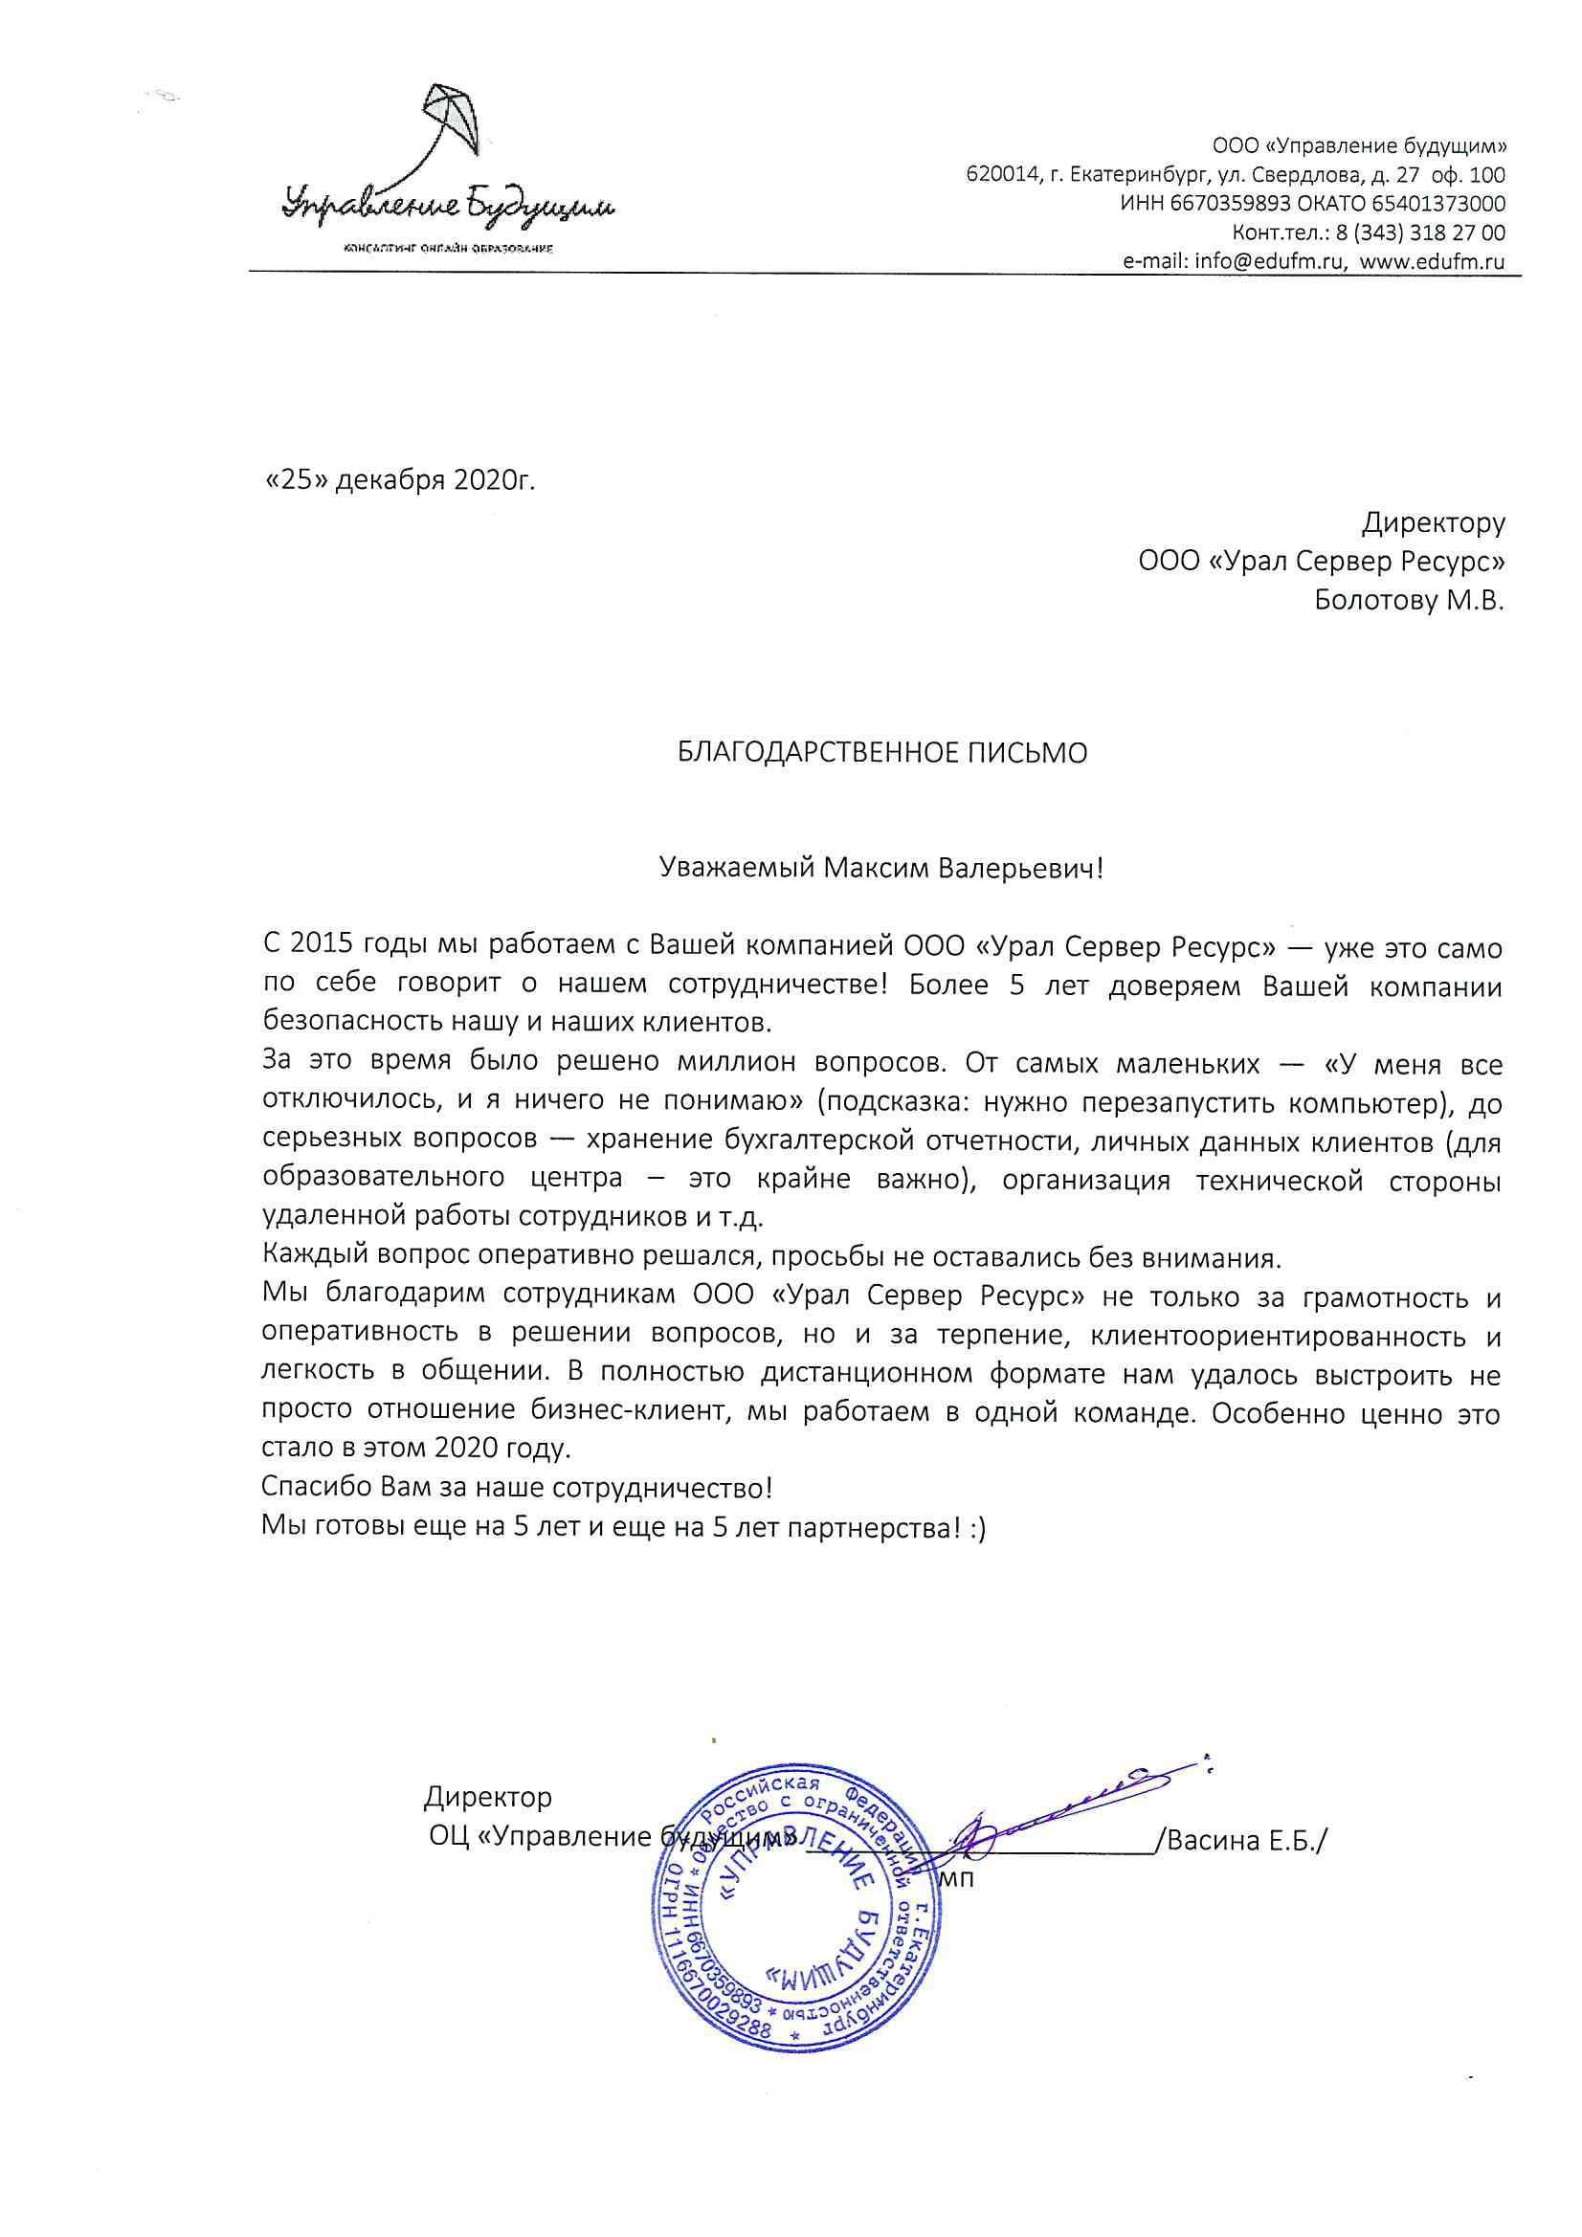 Управление Будущим
КОНСАЛТИНГ ОНЛАЙН ОБРАЗОВАНИЕ
ООО «Управление будущим»
620014, г. Екатеринбург, ул. Свердлова, д. 27 оф. 100
ИНН 6670359893 ОКАТО 65401373000
Конт.тел.: 8 (343) 318 27 00
e-mail: info@edufm.ru, www.edufm.ru
«25» декабря 2020г.
Директору
ООО «Урал Сервер Ресурс»
Болотову М.В.
БЛАГОДАРСТВЕННОЕ ПИСЬМО
Уважаемый Максим Валерьевич!
С 2015 годы мы работаем с Вашей компанией ООО «Урал Сервер Ресурс» — уже это само
по себе говорит о нашем сотрудничестве! Более 5 лет доверяем Вашей компании
безопасность нашу и наших клиентов.
За это время было решено миллион вопросов. От самых маленьких — «У меня все
отключилось, и я ничего не понимаю» (подсказка: нужно перезапустить компьютер), до
серьезных вопросов — хранение бухгалтерской отчетности, личных данных клиентов (для
образовательного центра – это крайне важно), организация технической стороны
удаленной работы сотрудников и т.д.
Каждый вопрос оперативно решался, просьбы не оставались без внимания.
Мы благодарим сотрудникам ООО «Урал Сервер Ресурс» не только за грамотность и
оперативность в решении вопросов, но и за терпение, клиентоориентированность и
легкость в общении. В полностью дистанционном формате нам удалось выстроить не
просто отношение бизнес-клиент, мы работаем в одной команде. Особенно ценно это
стало в этом 2020 году.
Спасибо Вам за наше сотрудничество!
Мы готовы еще на 5 лет и еще на 5 лет партнерства! :)
Директор
ОЦ «Управление будущим» /Васина Е.Б./
мп
Российская Федерация г.Екатеринбург * ОГРН 1116670029288
* Общество с ограниченной ответственностью * ИНН 6670359893
«УПРАВЛЕНИЕ БУДУЩИМ»